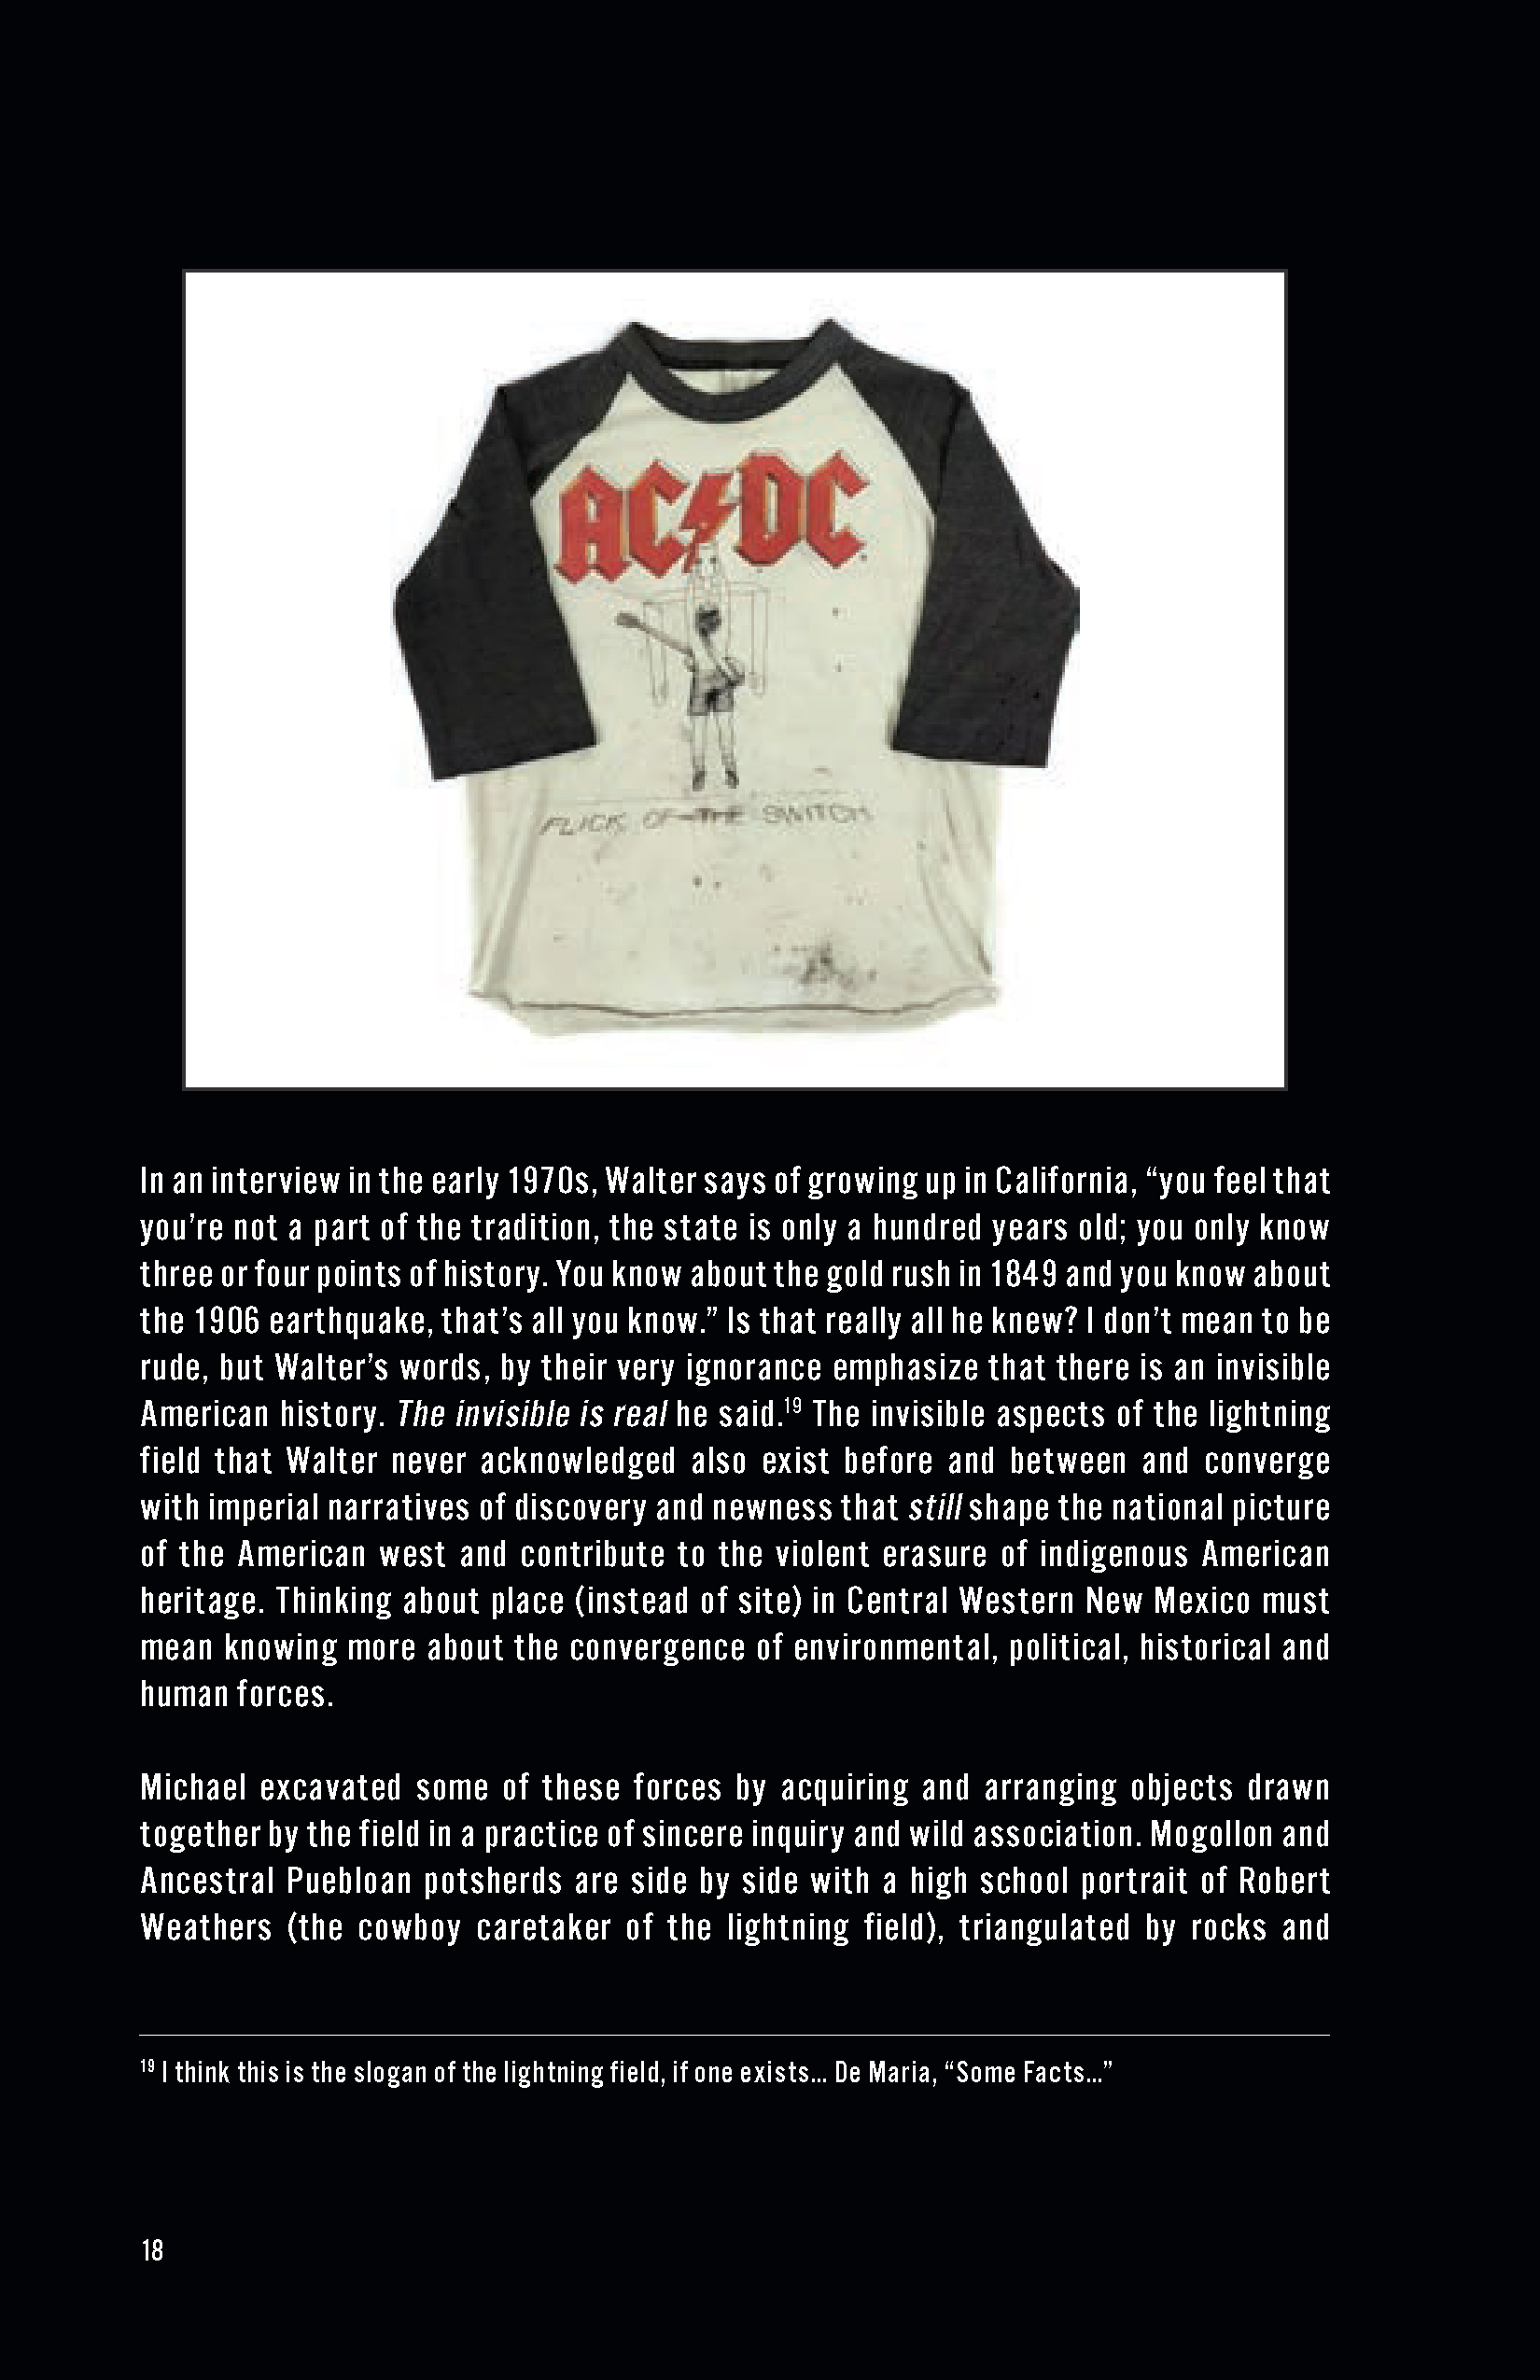 AC⚡DC
FLICK OF THE SWITCH
In an interview in the early 1970s, Walter says of growing up in California, “you feel that
you’re not a part of the tradition, the state is only a hundred years old; you only know
three or four points of history. You know about the gold rush in 1849 and you know about
the 1906 earthquake, that’s all you know.” Is that really all he knew? I don’t mean to be
rude, but Walter’s words, by their very ignorance emphasize that there is an invisible
American history. The invisible is real he said.19 The invisible aspects of the lightning
field that Walter never acknowledged also exist before and between and converge
with imperial narratives of discovery and newness that still shape the national picture
of the American west and contribute to the violent erasure of indigenous American
heritage. Thinking about place (instead of site) in Central Western New Mexico must
mean knowing more about the convergence of environmental, political, historical and
human forces.
Michael excavated some of these forces by acquiring and arranging objects drawn
together by the field in a practice of sincere inquiry and wild association. Mogollon and
Ancestral Puebloan potsherds are side by side with a high school portrait of Robert
Weathers (the cowboy caretaker of the lightning field), triangulated by rocks and
19 I think this is the slogan of the lightning field, if one exists... De Maria, “Some Facts...”
18